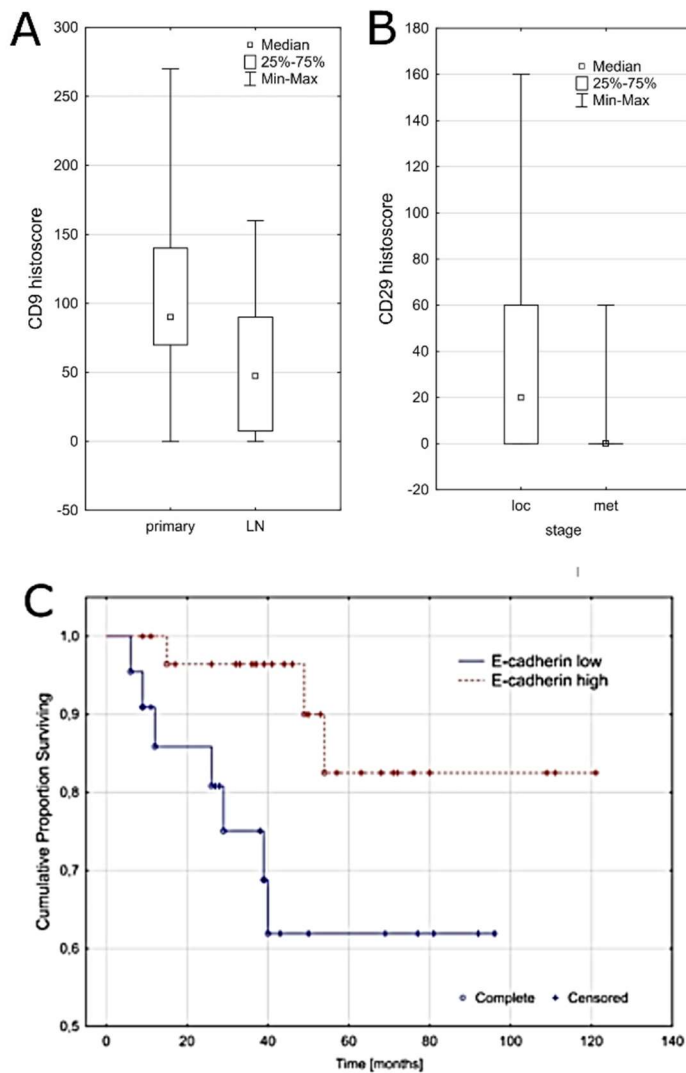 A
300
250
200
150
100
50
0
-50
CD9 histoscore
Median
25%-75%
Min-Max
primary
LN
B
180
160
140
120
100
80
60
40
20
0
-20
CD29 histoscore
Median
25%-75%
Min-Max
loc
met
stage
C
1,0
0,9
0,8
0,7
0,6
0,5
Cumulative Proportion Surviving
E-cadherin low
E-cadherin high
Complete
Censored
0 20 40 60 80 100 120 140
Time [months]